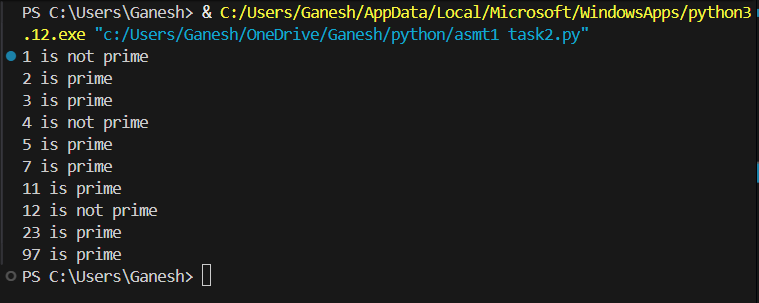 PS C:\Users\Ganesh> & C:/Users/Ganesh/AppData/Local/Microsoft/WindowsApps/python3
.12.exe "c:/Users/Ganesh/OneDrive/Ganesh/python/asmt1 task2.py"
1 is not prime
2 is prime
3 is prime
4 is not prime
5 is prime
7 is prime
11 is prime
12 is not prime
23 is prime
97 is prime
PS C:\Users\Ganesh>